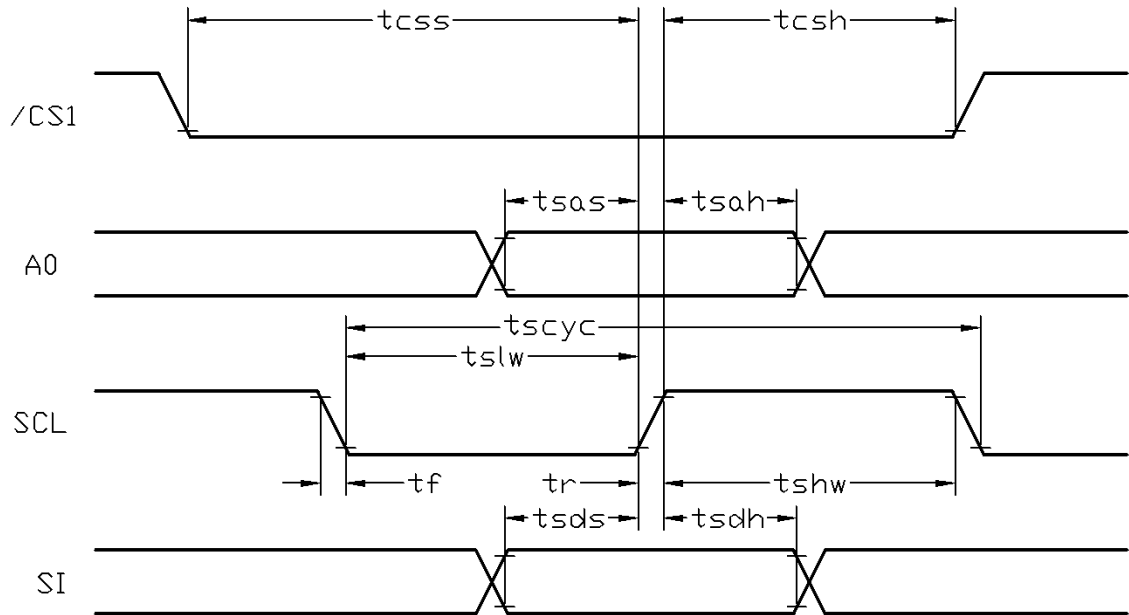 tcss tcsh
/CS1
tsas tsah
A0
tscyc
tslw
SCL
tf tr tshw
tsds tsdh
SI